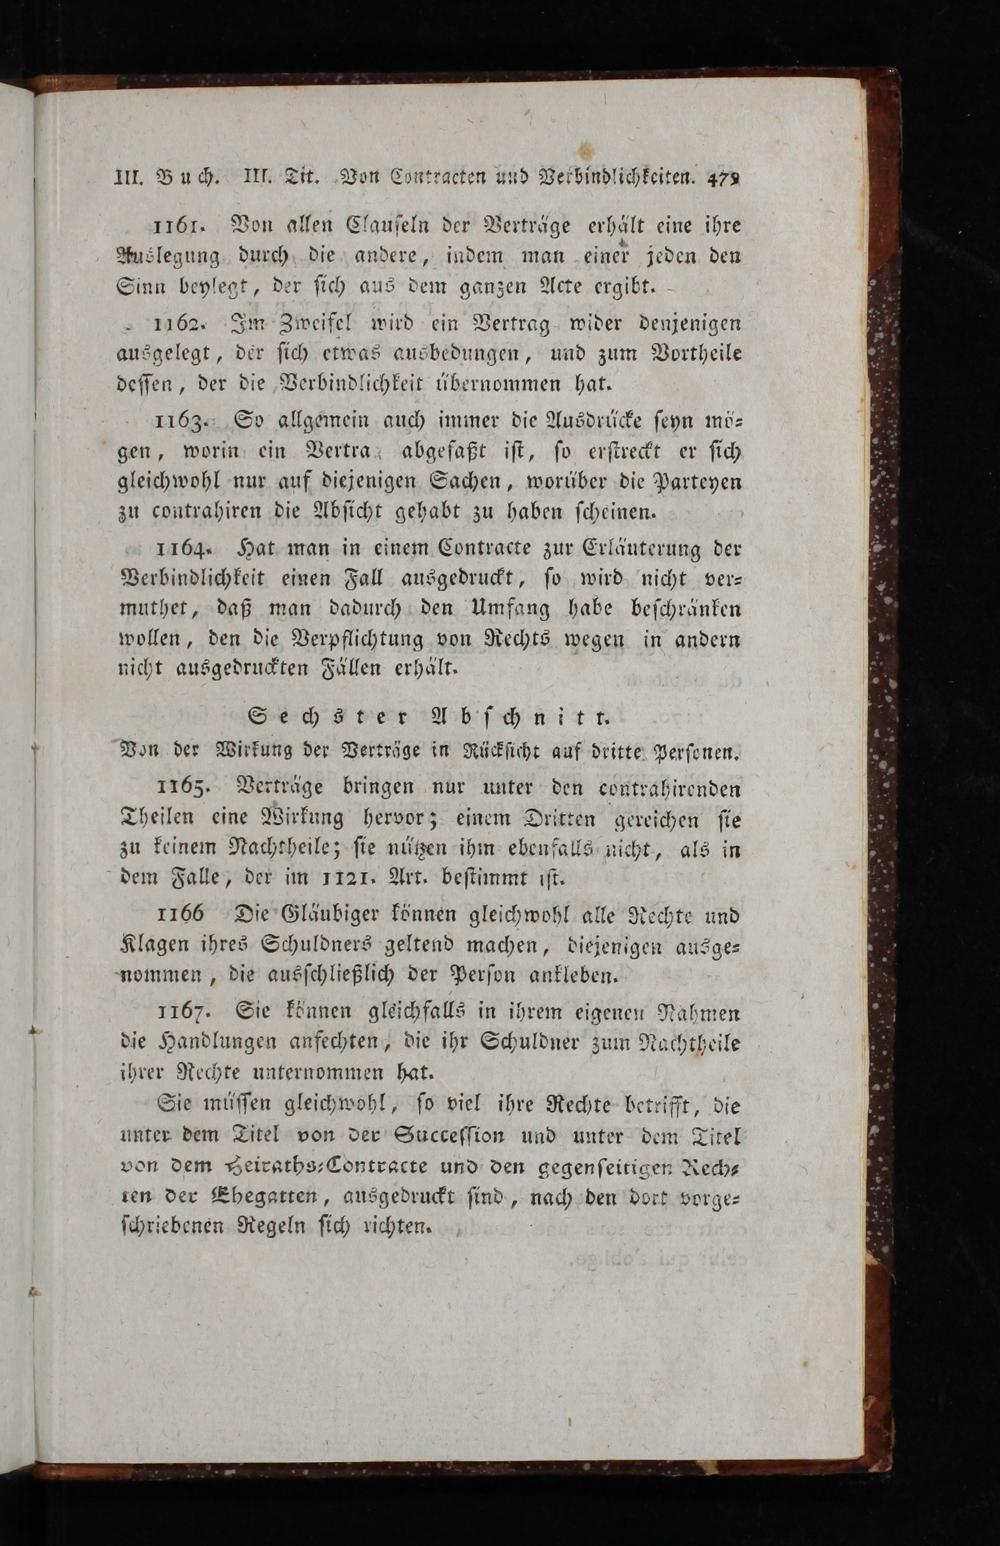 III. Buch. III. Tit. Von Contracten und Verbindlichkeiten. 479
1161. Von allen Clauseln der Verträge erhält eine ihre
Auslegung durch die andere, indem man einer jeden den
Sinn beylegt, der sich aus dem ganzen Acte ergibt.
1162. Im Zweifel wird ein Vertrag wider denjenigen
ausgelegt, der sich etwas ausbedungen, und zum Vortheile
dessen, der die Verbindlichkeit übernommen hat.
1163. So allgemein auch immer die Ausdrücke seyn mö-
gen, worin ein Vertra abgefaßt ist, so erstreckt er sich
gleichwohl nur auf diejenigen Sachen, worüber die Parteyen
zu contrahiren die Absicht gehabt zu haben scheinen.
1164. Hat man in einem Contracte zur Erläuterung der
Verbindlichkeit einen Fall ausgedruckt, so wird nicht ver-
muthet, daß man dadurch den Umfang habe beschränken
wollen, den die Verpflichtung von Rechts wegen in andern
nicht ausgedruckten Fällen erhält.
Sechster Abschnitt.
Von der Wirkung der Verträge in Rücksicht auf dritte Personen.
1165. Verträge bringen nur unter den contrahirenden
Theilen eine Wirkung hervor; einem Dritten gereichen sie
zu keinem Nachtheile; sie nützen ihm ebenfalls nicht, als in
dem Falle, der im 1121. Art. bestimmt ist.
1166 Die Gläubiger können gleichwohl alle Rechte und
Klagen ihres Schuldners geltend machen, diejenigen ausge-
nommen, die ausschließlich der Person ankleben.
1167. Sie können gleichfalls in ihrem eigenen Nahmen
die Handlungen anfechten, die ihr Schuldner zum Nachtheile
ihrer Rechte unternommen hat.
Sie müssen gleichwohl, so viel ihre Rechte betrifft, die
unter dem Titel von der Succession und unter dem Titel
von dem Heiraths-Contracte und den gegenseitigen Rech-
ten der Ehegatten, ausgedruckt sind, nach den dort vorge-
schriebenen Regeln sich richten.